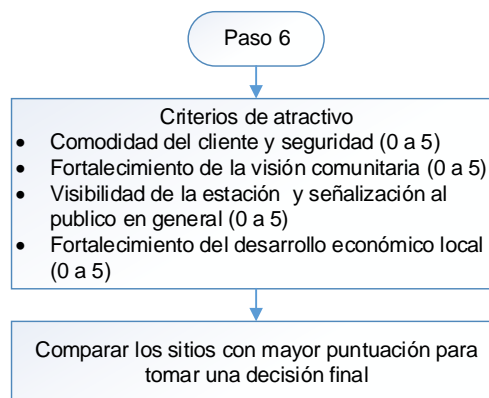 Paso 6
Criterios de atractivo
• Comodidad del cliente y seguridad (0 a 5)
• Fortalecimiento de la visión comunitaria (0 a 5)
• Visibilidad de la estación y señalización al
publico en general (0 a 5)
• Fortalecimiento del desarrollo económico local
(0 a 5)
Comparar los sitios con mayor puntuación para
tomar una decisión final